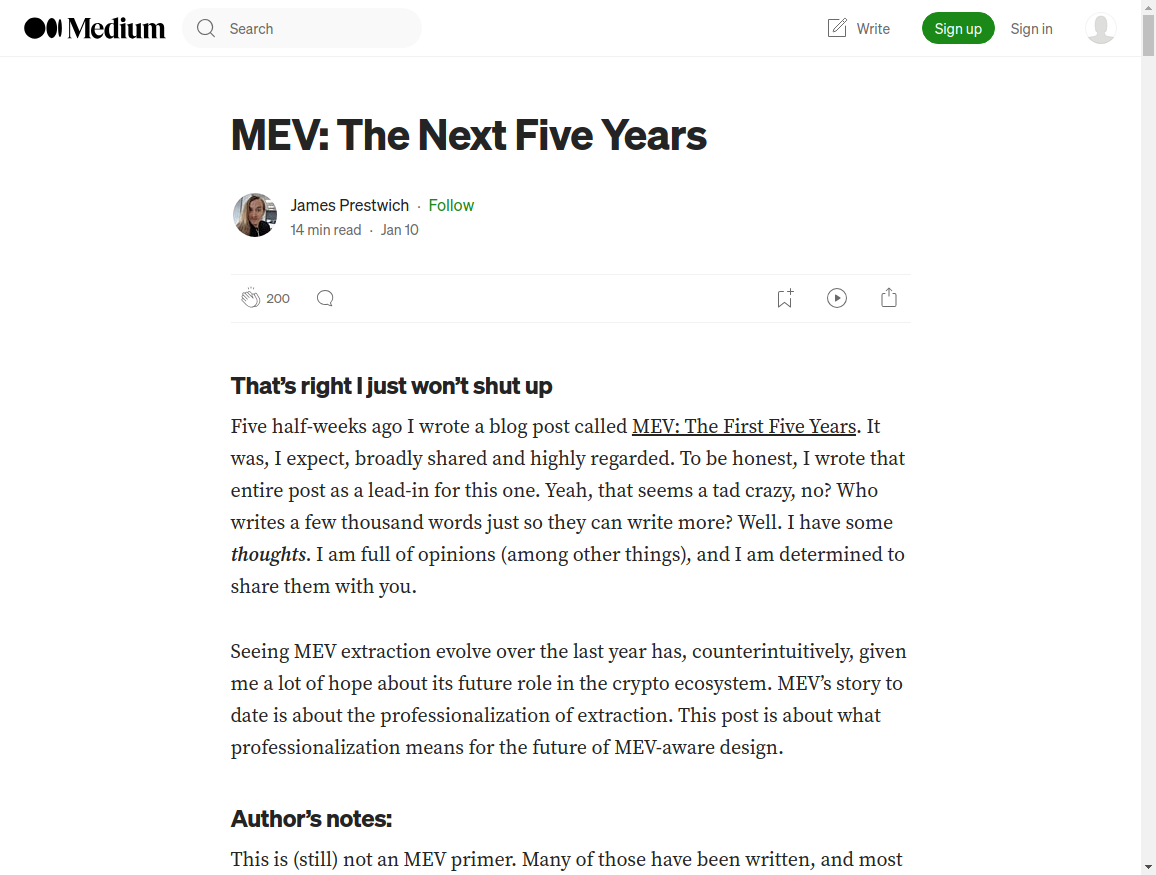 Medium
Search
Write
Sign up
Sign in
MEV: The Next Five Years
James Prestwich · Follow
14 min read · Jan 10
200
That’s right I just won’t shut up
Five half-weeks ago I wrote a blog post called MEV: The First Five Years. It
was, I expect, broadly shared and highly regarded. To be honest, I wrote that
entire post as a lead-in for this one. Yeah, that seems a tad crazy, no? Who
writes a few thousand words just so they can write more? Well. I have some
thoughts. I am full of opinions (among other things), and I am determined to
share them with you.
Seeing MEV extraction evolve over the last year has, counterintuitively, given
me a lot of hope about its future role in the crypto ecosystem. MEV’s story to
date is about the professionalization of extraction. This post is about what
professionalization means for the future of MEV-aware design.
Author’s notes:
This is (still) not an MEV primer. Many of those have been written, and most